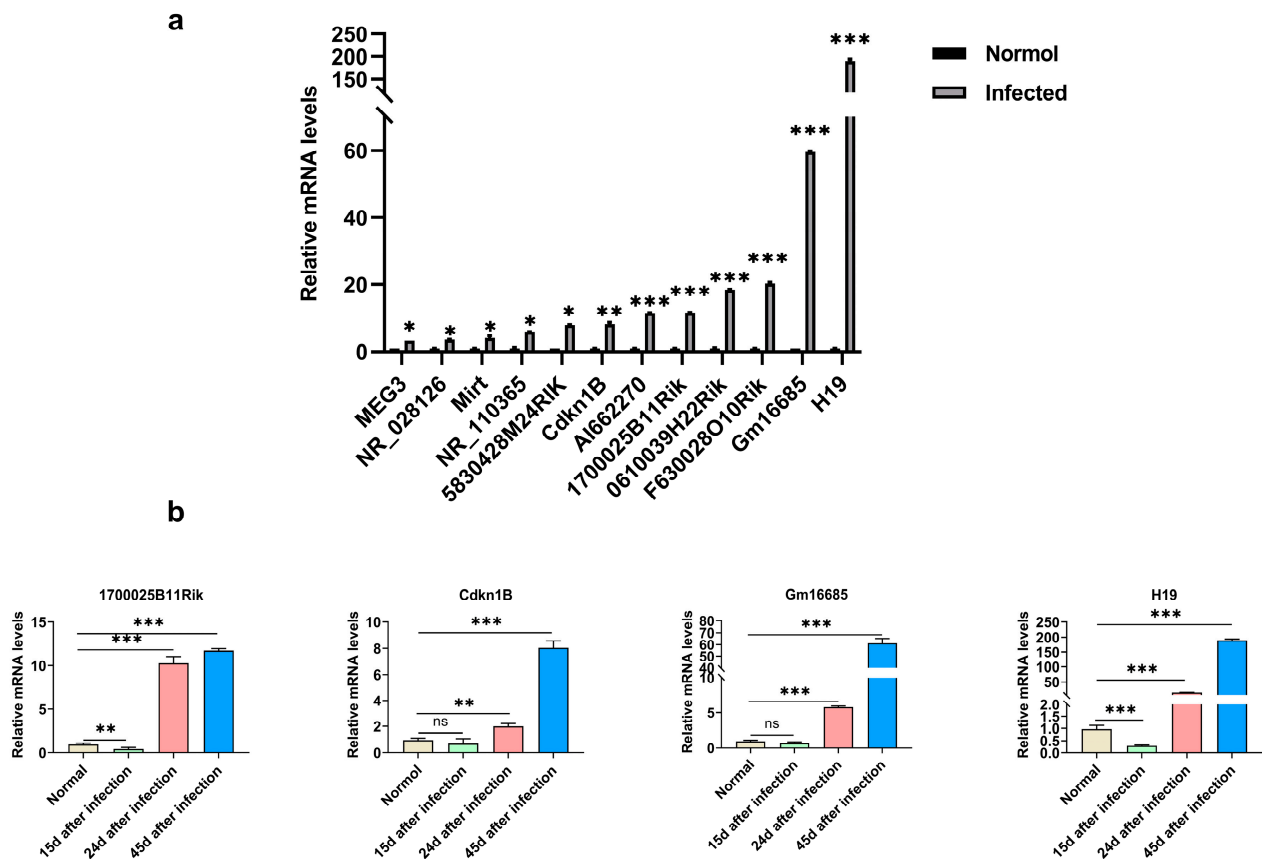 a
Relative mRNA levels
250
200
150
60
40
20
0
***
***
***
***
***
***
**
*
*
*
*
*
Normol
Infected
MEG3
NR_028126
Mirt
NR_110365
5830428M24RIK
Cdkn1B
AI662270
1700025B11Rik
0610039H22Rik
F630028O10Rik
Gm16685
H19
b
1700025B11Rik
Relative mRNA levels
15
10
5
0
***
***
**
Normal
15d after infection
24d after infection
45d after infection
Cdkn1B
Relative mRNA levels
10
8
6
4
2
0
***
**
ns
Normol
15d after infection
24d after infection
45d after infection
Gm16685
Relative mRNA levels
80
70
60
50
40
10
5
0
***
***
ns
Normal
15d after infection
24d after infection
45d after infection
H19
Relative mRNA levels
250
200
150
100
50
2.0
1.5
1.0
0.5
0.0
***
***
***
Normal
15d after infection
24d after infection
45d after infection